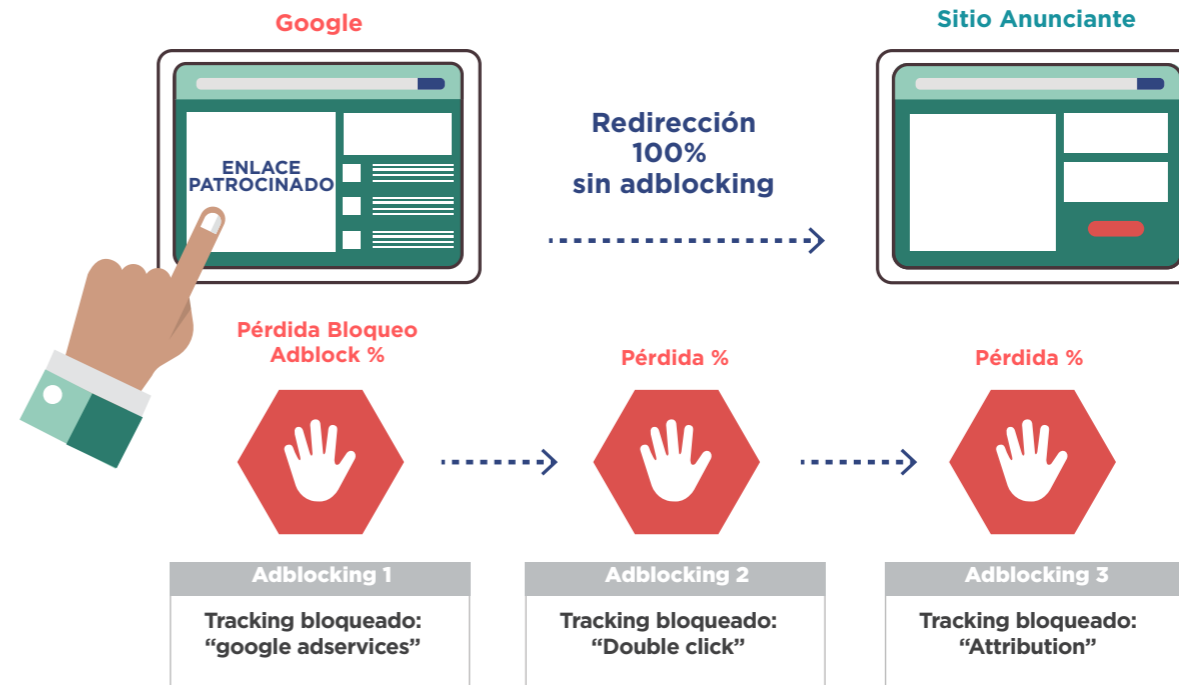 Google
Sitio Anunciante
ENLACE
PATROCINADO
Redirección
100%
sin adblocking
Pérdida Bloqueo
Adblock %
Pérdida %
Pérdida %
Adblocking 1
Adblocking 2
Adblocking 3
Tracking bloqueado:
“google adservices”
Tracking bloqueado:
“Double click”
Tracking bloqueado:
“Attribution”